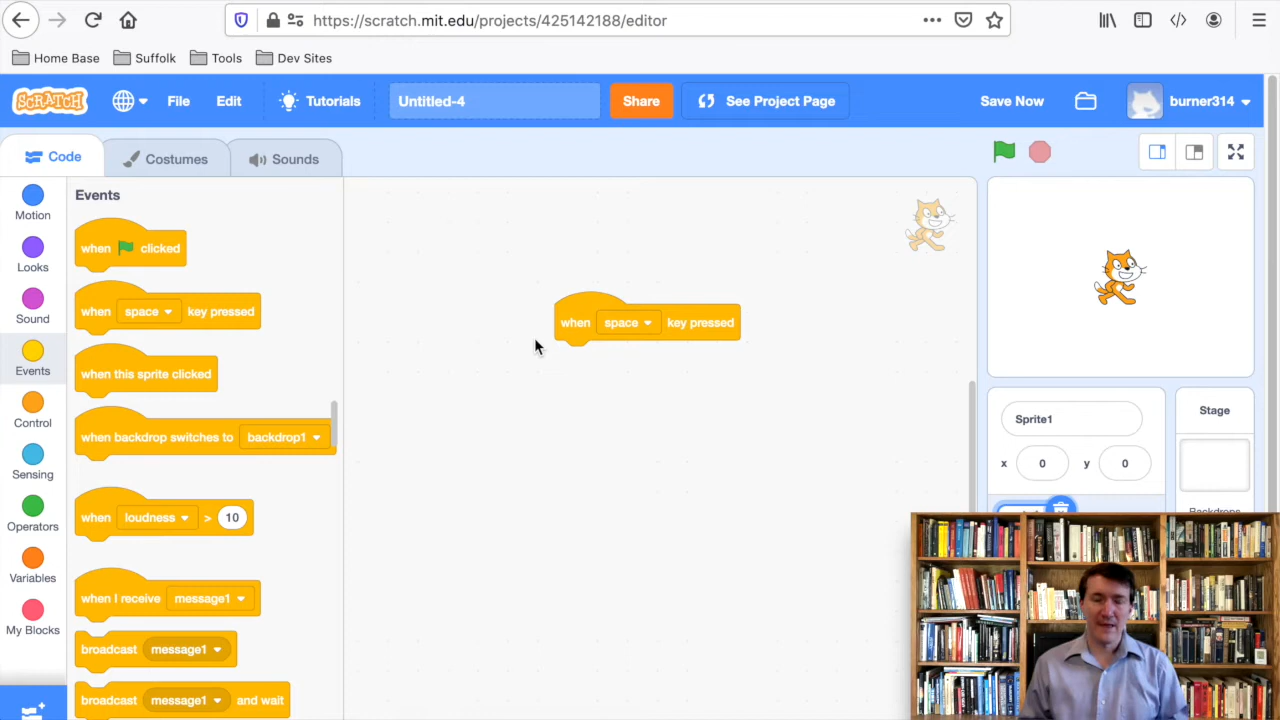 https://scratch.mit.edu/projects/425142188/editor
Home Base Suffolk Tools Dev Sites
SCRATCH File Edit Tutorials Untitled-4 Share See Project Page Save Now burner314
Code Costumes Sounds
Motion
Looks
Sound
Events
Control
Sensing
Operators
Variables
My Blocks
Events
when clicked
when space key pressed
when this sprite clicked
when backdrop switches to backdrop1
when loudness > 10
when I receive message1
broadcast message1
broadcast message1 and wait
when space key pressed
Sprite1
x 0 y 0
Stage